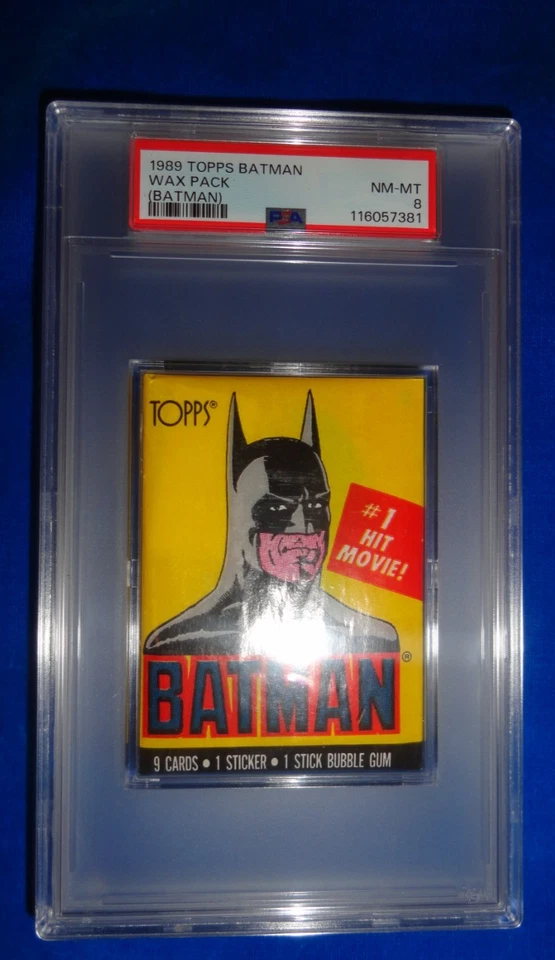 1989 TOPPS BATMAN
WAX PACK
(BATMAN)
NM-MT
8
PSA
116057381
TOPPS®
#1
HIT
MOVIE!
BATMAN®
9 CARDS • 1 STICKER • 1 STICK BUBBLE GUM